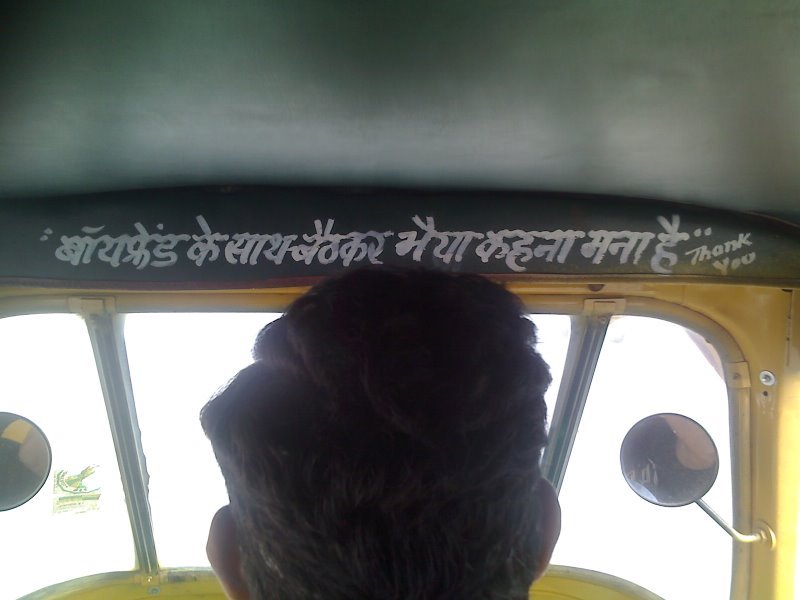 "बॉयफ्रेंड के साथ बैठकर भैया कहना मना है"
Thank
You